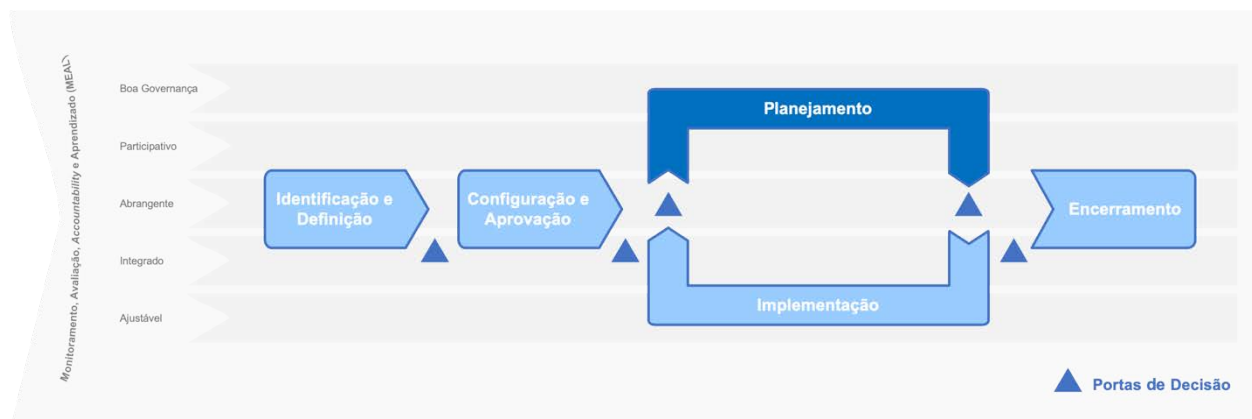 Monitoramento, Avaliação, Accountability e Aprendizado (MEAL)
Boa Governança
Participativo
Abrangente
Integrado
Ajustável
Identificação e
Definição
Configuração e
Aprovação
Planejamento
Implementação
Encerramento
Portas de Decisão